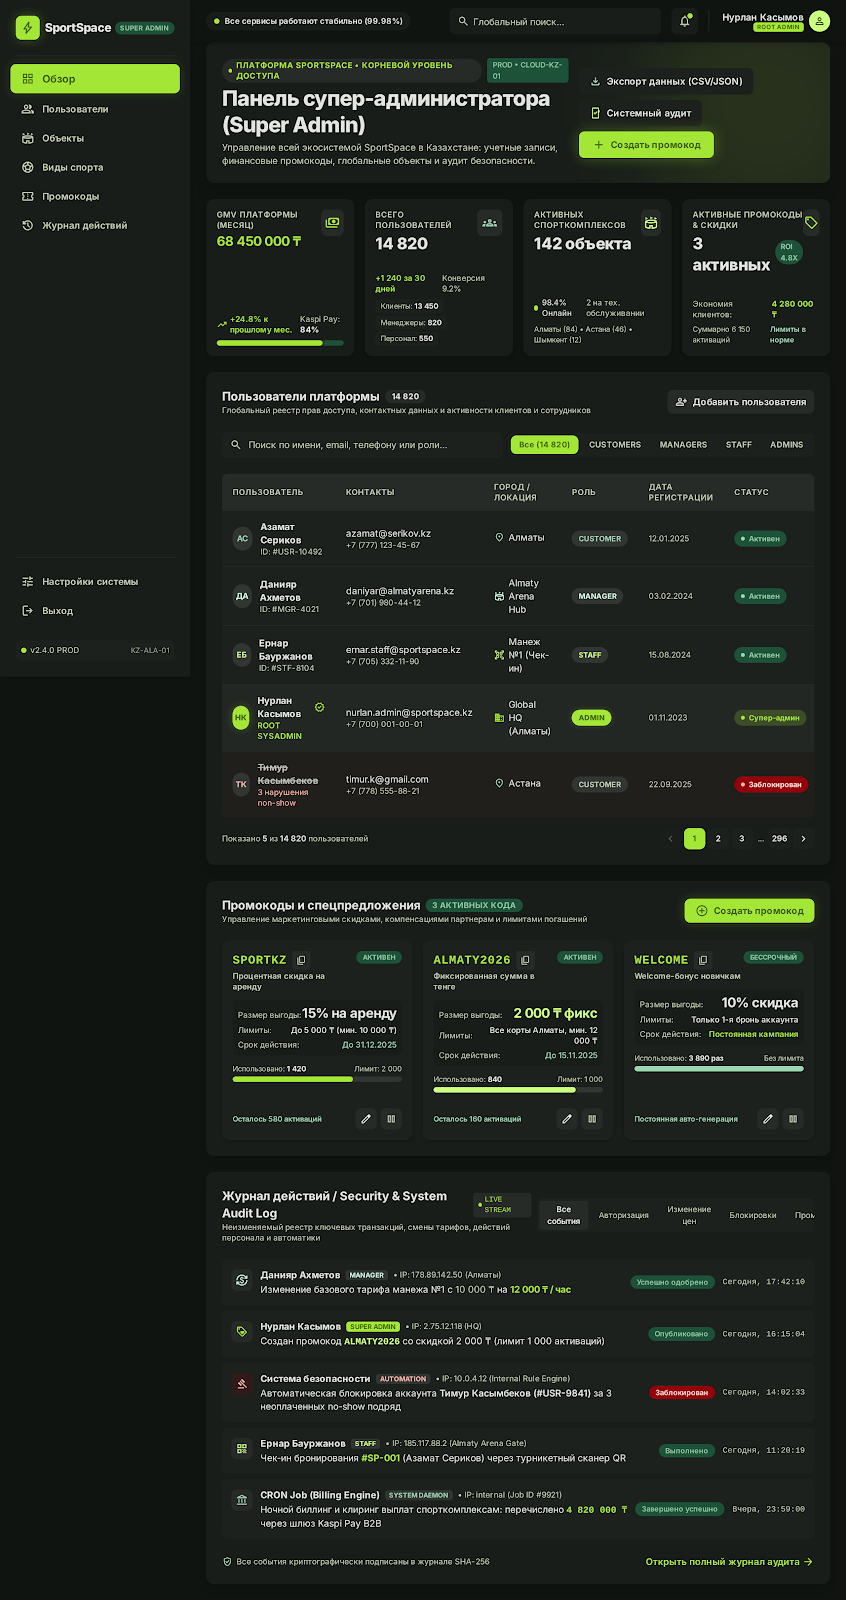 SportSpace SUPER ADMIN
Обзор
Пользователи
Объекты
Виды спорта
Промокоды
Журнал действий
Настройки системы
Выход
v2.4.0 PROD KZ-ALA-01
Все сервисы работают стабильно (99.98%)
Глобальный поиск...
Нурлан Касымов
ROOT ADMIN
ПЛАТФОРМА SPORTSPACE • КОРНЕВОЙ УРОВЕНЬ
ДОСТУПА
PROD • CLOUD-KZ-
01
Панель супер-администратора
(Super Admin)
Управление всей экосистемой SportSpace в Казахстане: учетные записи,
финансовые промокоды, глобальные объекты и аудит безопасности.
Экспорт данных (CSV/JSON)
Системный аудит
Создать промокод
GMV ПЛАТФОРМЫ
(МЕСЯЦ)
68 450 000 ₸
+24.8% к
прошлому мес.
Kaspi Pay:
84%
ВСЕГО
ПОЛЬЗОВАТЕЛЕЙ
14 820
+1 240 за 30
дней
Конверсия
9.2%
Клиенты: 13 450
Менеджеры: 820
Персонал: 550
АКТИВНЫХ
СПОРТКОМПЛЕКСОВ
142 объекта
98.4%
Онлайн
2 на тех.
обслуживании
Алматы (84) • Астана (46) •
Шымкент (12)
АКТИВНЫЕ ПРОМОКОДЫ
& СКИДКИ
3
активных
ROI
4.8X
Экономия
клиентов:
4 280 000
₸
Суммарно 6 150
активаций
Лимиты в
норме
Пользователи платформы 14 820
Глобальный реестр прав доступа, контактных данных и активности клиентов и сотрудников
Добавить пользователя
Поиск по имени, email, телефону или роли...
Все (14 820) CUSTOMERS MANAGERS STAFF ADMINS
ПОЛЬЗОВАТЕЛЬ КОНТАКТЫ ГОРОД /
ЛОКАЦИЯ РОЛЬ ДАТА
РЕГИСТРАЦИИ СТАТУС
АС
Азамат
Сериков
ID: #USR-10492
azamat@serikov.kz
+7 (777) 123-45-67
Алматы
CUSTOMER
12.01.2025
Активен
ДА
Данияр
Ахметов
ID: #MGR-4021
daniyar@almatyarena.kz
+7 (701) 980-44-12
Almaty
Arena
Hub
MANAGER
03.02.2024
Активен
ЕБ
Ернар
Бауржанов
ID: #STF-8104
ernar.staff@sportspace.kz
+7 (705) 332-11-90
Манеж
№1 (Чек-
ин)
STAFF
15.08.2024
Активен
НК
Нурлан
Касымов
ROOT
SYSADMIN
nurlan.admin@sportspace.kz
+7 (700) 001-00-01
Global
HQ
(Алматы)
ADMIN
01.11.2023
Супер-админ
ТК
Тимур
Касымбеков
3 нарушения
non-show
timur.k@gmail.com
+7 (778) 555-88-21
Астана
CUSTOMER
22.09.2025
Заблокирован
Показано 5 из 14 820 пользователей
1 2 3 ... 296
Промокоды и спецпредложения 3 АКТИВНЫХ КОДА
Управление маркетинговыми скидками, компенсациями партнерам и лимитами погашений
Создать промокод
SPORTKZ АКТИВЕН
Процентная скидка на
аренду
Размер выгоды: 15% на аренду
Лимиты: До 5 000 ₸ (мин. 10 000 ₸)
Срок действия: До 31.12.2025
Использовано: 1 420 Лимит: 2 000
Осталось 580 активаций
ALMATY2026 АКТИВЕН
Фиксированная сумма в
тенге
Размер выгоды: 2 000 ₸ фикс
Лимиты: Все корты Алматы, мин. 12
000 ₸
Срок действия: До 15.11.2025
Использовано: 840 Лимит: 1 000
Осталось 160 активаций
WELCOME БЕССРОЧНЫЙ
Welcome-бонус новичкам
Размер выгоды: 10% скидка
Лимиты: Только 1-я бронь аккаунта
Срок действия: Постоянная кампания
Использовано: 3 890 раз Без лимита
Постоянная авто-генерация
Журнал действий / Security & System
Audit Log
LIVE
STREAM
Неизменяемый реестр ключевых транзакций, смены тарифов, действий
персонала и автоматики
Все
события
Авторизация
Изменение
цен
Блокировки
Пром
Данияр Ахметов MANAGER • IP: 178.89.142.50 (Алматы)
Изменение базового тарифа манежа №1 с 10 000 ₸ на 12 000 ₸ / час
Успешно одобрено Сегодня, 17:42:10
Нурлан Касымов SUPER ADMIN • IP: 2.75.12.118 (HQ)
Создан промокод ALMATY2026 со скидкой 2 000 ₸ (лимит 1 000 активаций)
Опубликовано Сегодня, 16:15:04
Система безопасности AUTOMATION • IP: 10.0.4.12 (Internal Rule Engine)
Автоматическая блокировка аккаунта Тимур Касымбеков (#USR-9841) за 3
неоплаченных no-show подряд
Заблокирован Сегодня, 14:02:33
Ернар Бауржанов STAFF • IP: 185.117.88.2 (Almaty Arena Gate)
Чек-ин бронирования #SP-001 (Азамат Сериков) через турникетный сканер QR
Выполнено Сегодня, 11:20:19
CRON Job (Billing Engine) SYSTEM DAEMON • IP: internal (Job ID #9921)
Ночной биллинг и клиринг выплат спорткомплексам: перечислено 4 820 000 ₸
через шлюз Kaspi Pay B2B
Завершено успешно Вчера, 23:59:00
Все события криптографически подписаны в журнале SHA-256
Открыть полный журнал аудита →